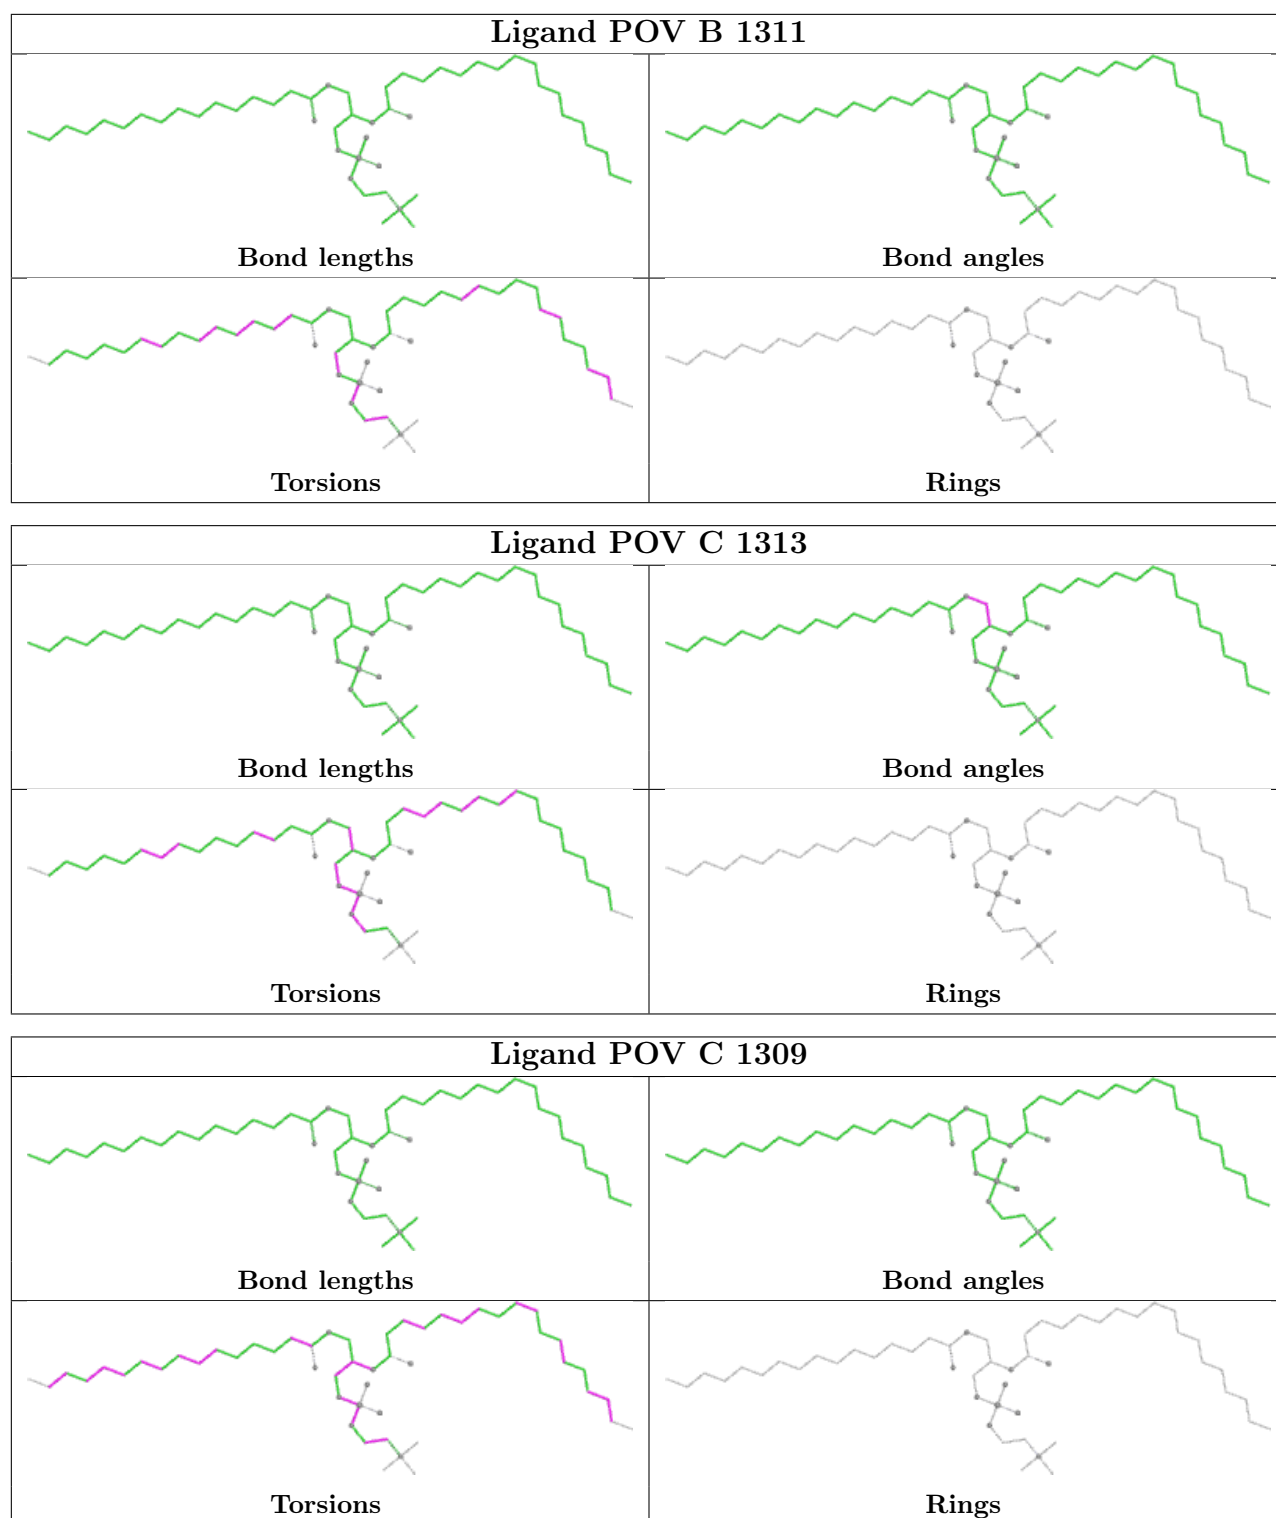 Ligand POV B 1311
Bond lengths
Bond angles
Torsions
Rings
Ligand POV C 1313
Bond lengths
Bond angles
Torsions
Rings
Ligand POV C 1309
Bond lengths
Bond angles
Torsions
Rings